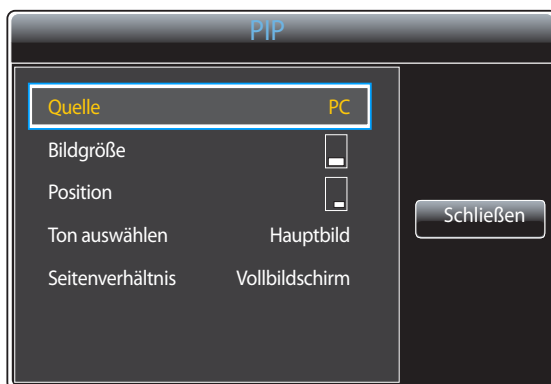 PIP
Quelle PC
Bildgröße
Position
Ton auswählen Hauptbild
Seitenverhältnis Vollbildschirm
Schließen